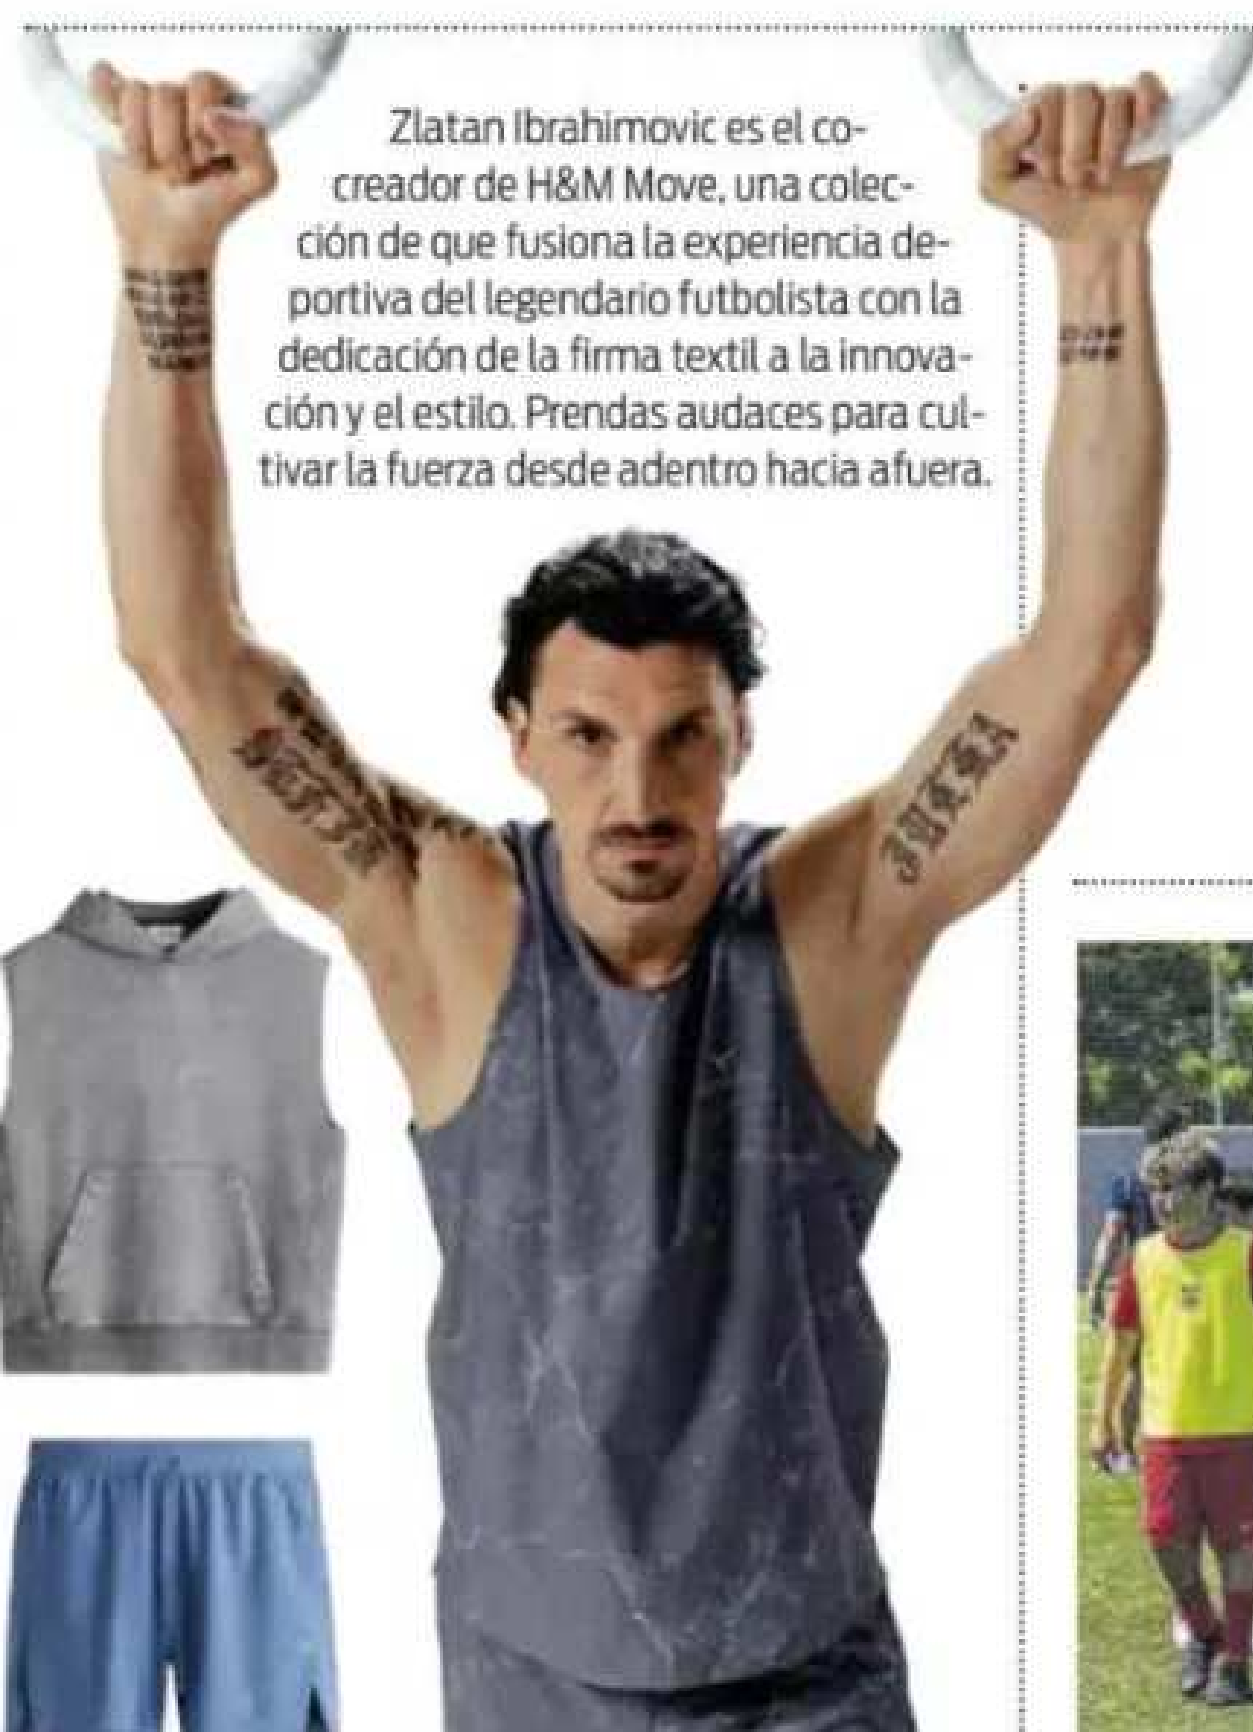 Zlatan Ibrahimovic es el co-
creador de H&M Move, una colec-
ción de que fusiona la experiencia de-
portiva del legendario futbolista con la
dedicación de la firma textil a la innova-
ción y el estilo. Prendas audaces para cul-
tivar la fuerza desde adentro hacia afuera.